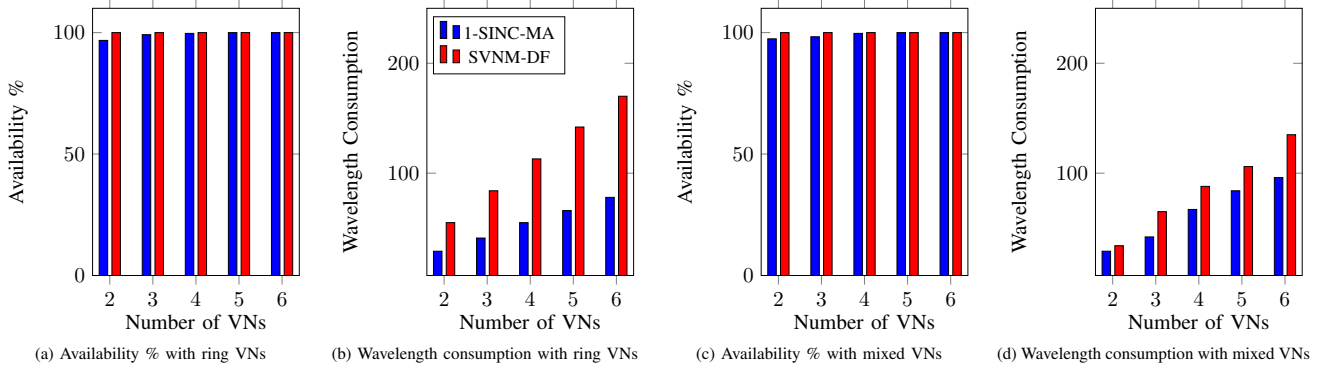 100
50
0
Availability %
2 3 4 5 6
Number of VNs
(a) Availability % with ring VNs
200
100
Wavelength Consumption
1-SINC-MA
SVNM-DF
2 3 4 5 6
Number of VNs
(b) Wavelength consumption with ring VNs
100
50
0
Availability %
2 3 4 5 6
Number of VNs
(c) Availability % with mixed VNs
200
100
Wavelength Consumption
2 3 4 5 6
Number of VNs
(d) Wavelength consumption with mixed VNs